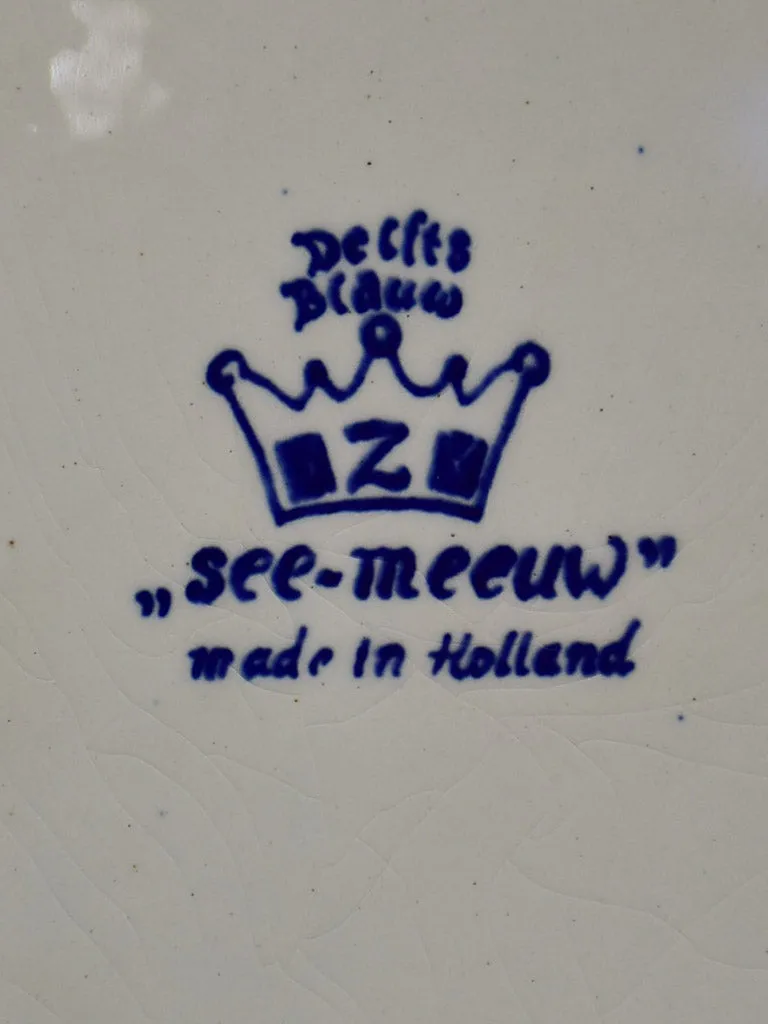 Delfts
Blauw
Z
„see-meeuw”
made in Holland